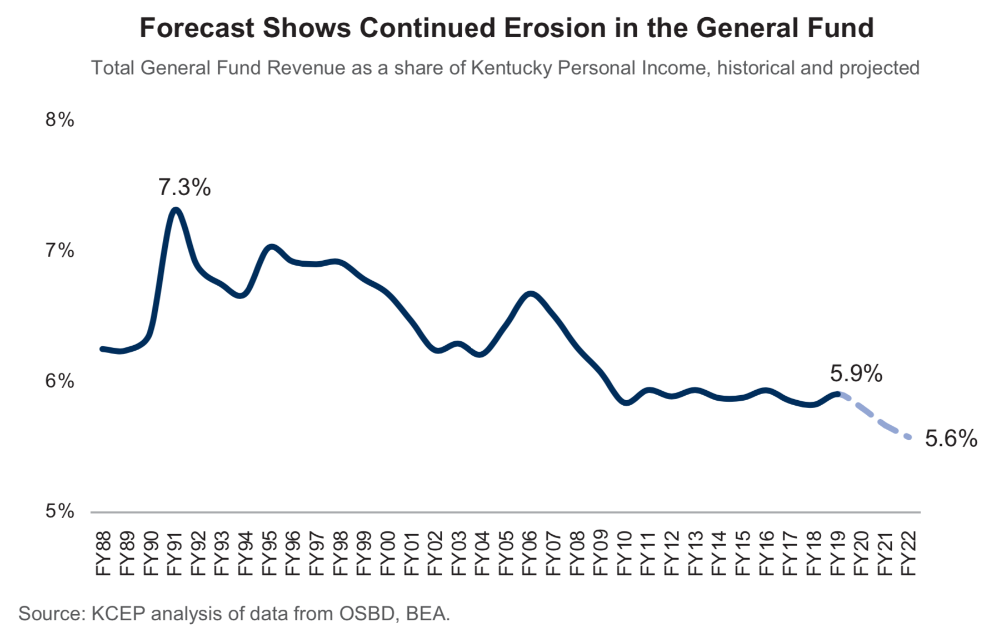 Forecast Shows Continued Erosion in the General Fund
Total General Fund Revenue as a share of Kentucky Personal Income, historical and projected
8%
7.3%
7%
6%
5.9%
5.6%
5%
FY88
FY89
FY90
FY91
FY92
FY93
FY94
FY95
FY96
FY97
FY98
FY99
FY00
FY01
FY02
FY03
FY04
FY05
FY06
FY07
FY08
FY09
FY10
FY11
FY12
FY13
FY14
FY15
FY16
FY17
FY18
FY19
FY20
FY21
FY22
Source: KCEP analysis of data from OSBD, BEA.